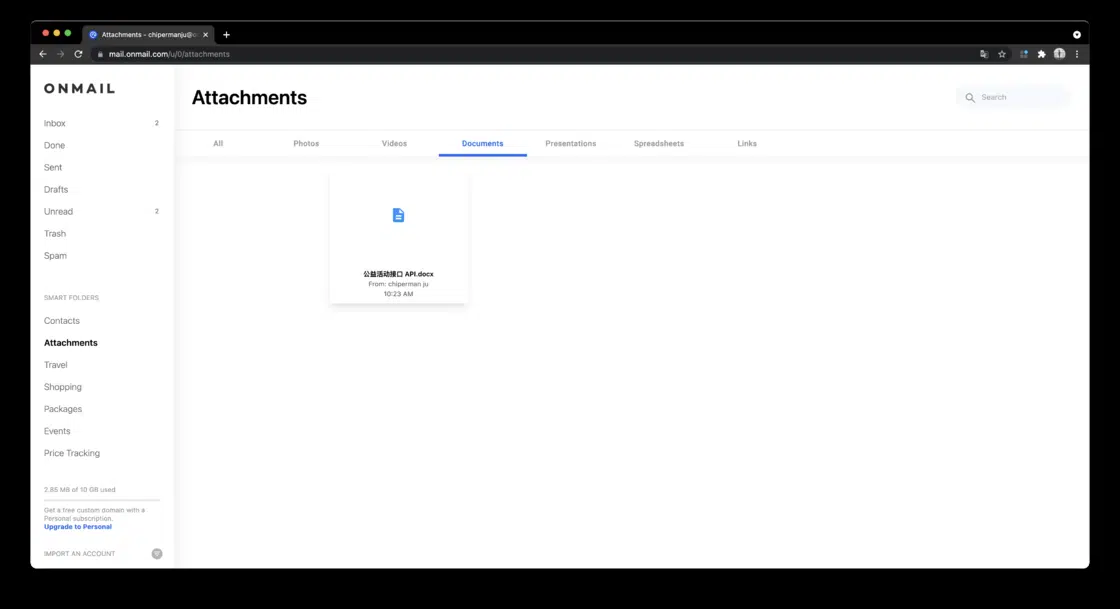 Attachments - chipermanju@o
mail.onmail.com/u/0/attachments
ONMAIL
Inbox 2
Done
Sent
Drafts
Unread 2
Trash
Spam
SMART FOLDERS
Contacts
Attachments
Travel
Shopping
Packages
Events
Price Tracking
2.85 MB of 10 GB used
Get a free custom domain with a
Personal subscription.
Upgrade to Personal
IMPORT AN ACCOUNT
Attachments
Search
All Photos Videos Documents Presentations Spreadsheets Links
公益活动接口 API.docx
From: chiperman ju
10:23 AM